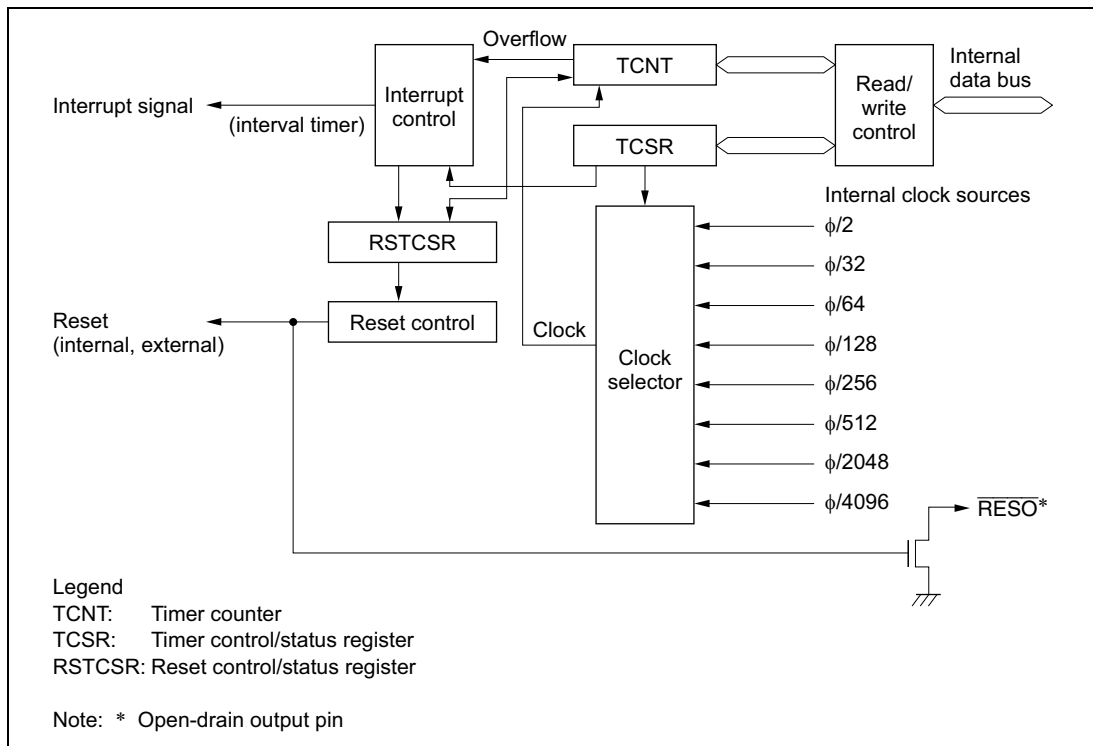 Overflow
TCNT
Interrupt
control
Read/
write
control
Internal
data bus
Interrupt signal
(interval timer)
TCSR
Internal clock sources
RSTCSR
ϕ/2
ϕ/32
ϕ/64
ϕ/128
ϕ/256
ϕ/512
ϕ/2048
ϕ/4096
Reset control
Reset
(internal, external)
Clock
Clock
selector
RESO*
Legend
TCNT: Timer counter
TCSR: Timer control/status register
RSTCSR: Reset control/status register
Note: * Open-drain output pin